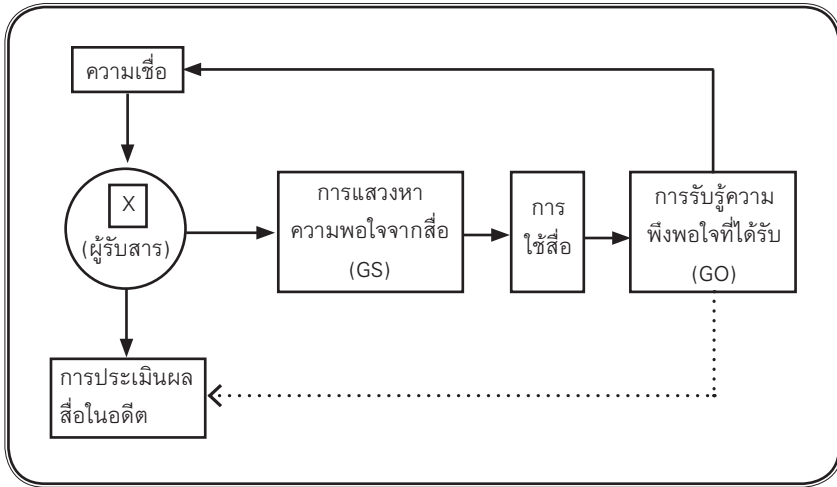 ความเชื่อ
X
(ผู้รับสาร)
การแสวงหา
ความพอใจจากสื่อ
(GS)
การ
ใช้สื่อ
การรับรู้ความ
พึงพอใจที่ได้รับ
(GO)
การประเมินผล
สื่อในอดีต